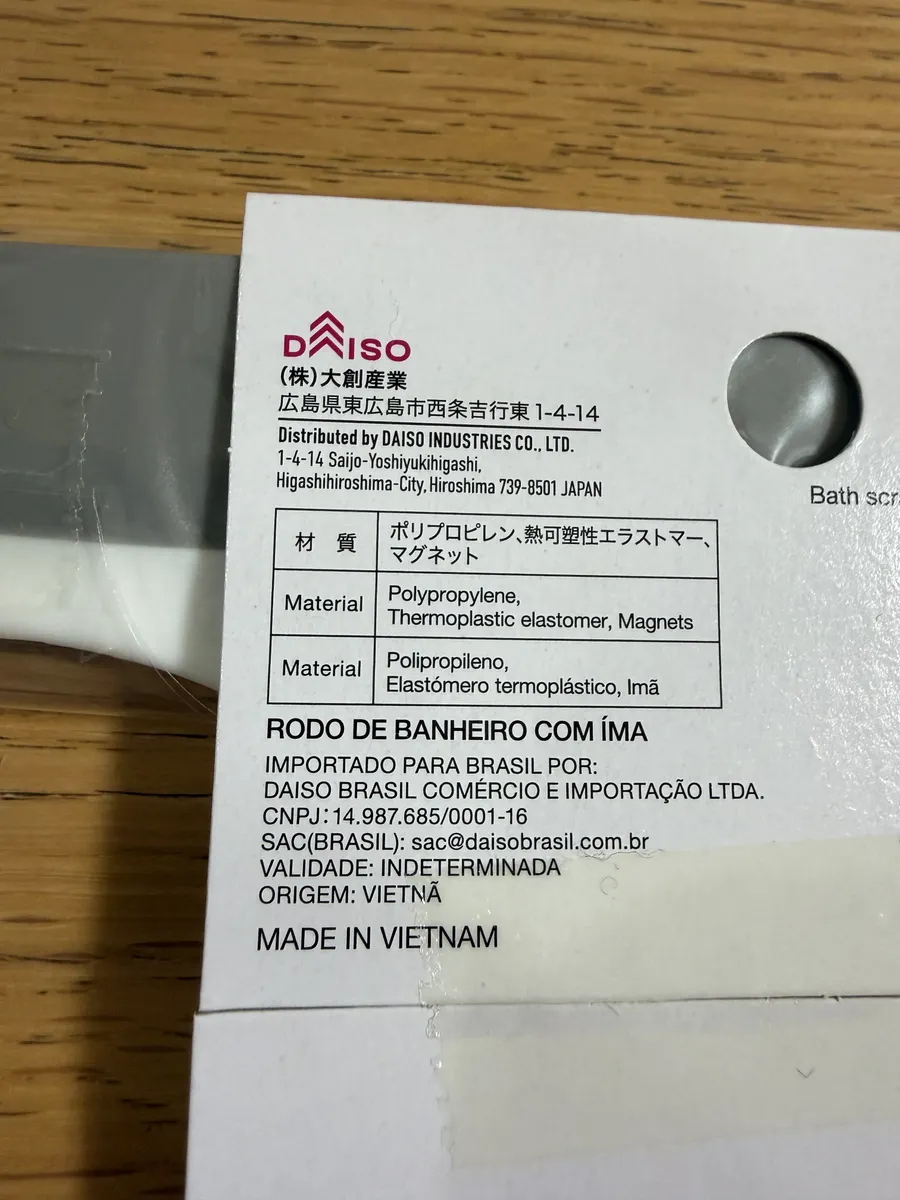 DAISO
(株)大創産業
広島県東広島市西条吉行東1-4-14
Distributed by DAISO INDUSTRIES CO., LTD.
1-4-14 Saijo-Yoshiyukihigashi,
Higashihiroshima-City, Hiroshima 739-8501 JAPAN
材 質
ポリプロピレン、熱可塑性エラストマー、
マグネット
Material
Polypropylene,
Thermoplastic elastomer, Magnets
Material
Polipropileno,
Elastómero termoplástico, Imã
RODO DE BANHEIRO COM ÍMA
IMPORTADO PARA BRASIL POR:
DAISO BRASIL COMÉRCIO E IMPORTAÇÃO LTDA.
CNPJ:14.987.685/0001-16
SAC(BRASIL): sac@daisobrasil.com.br
VALIDADE: INDETERMINADA
ORIGEM: VIETNÃ
MADE IN VIETNAM
Bath